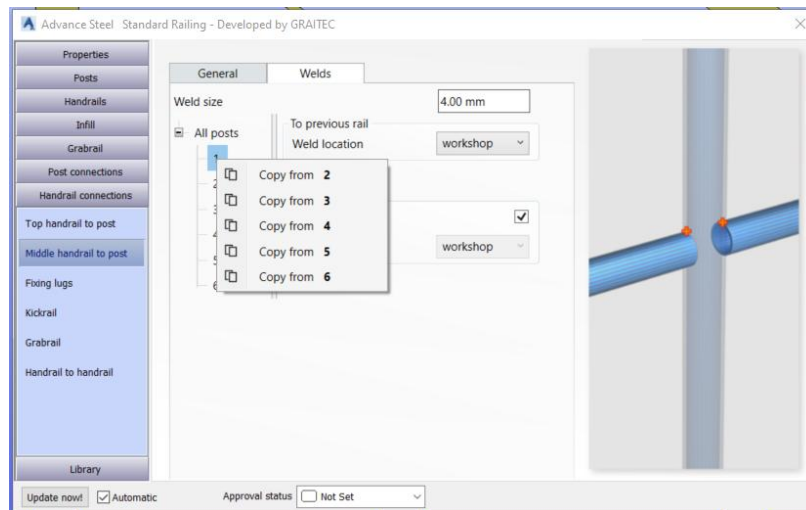 Advance Steel Standard Railing - Developed by GRAITEC
Properties
Posts
Handrails
Infill
Grabrail
Post connections
Handrail connections
Top handrail to post
Middle handrail to post
Fixing lugs
Kickrail
Grabrail
Handrail to handrail
Library
General
Welds
Weld size
4.00 mm
All posts
1
To previous rail
Weld location
workshop
Copy from 2
Copy from 3
Copy from 4
Copy from 5
Copy from 6
workshop
Update now!
Automatic
Approval status
Not Set